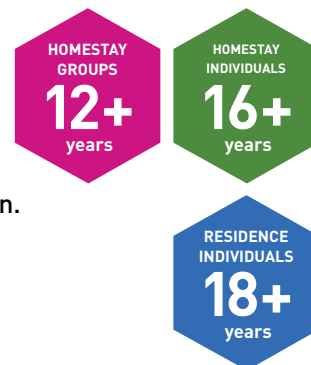 HOMESTAY
GROUPS
12+
years
HOMESTAY
INDIVIDUALS
16+
years
n.
RESIDENCE
INDIVIDUALS
18+
years